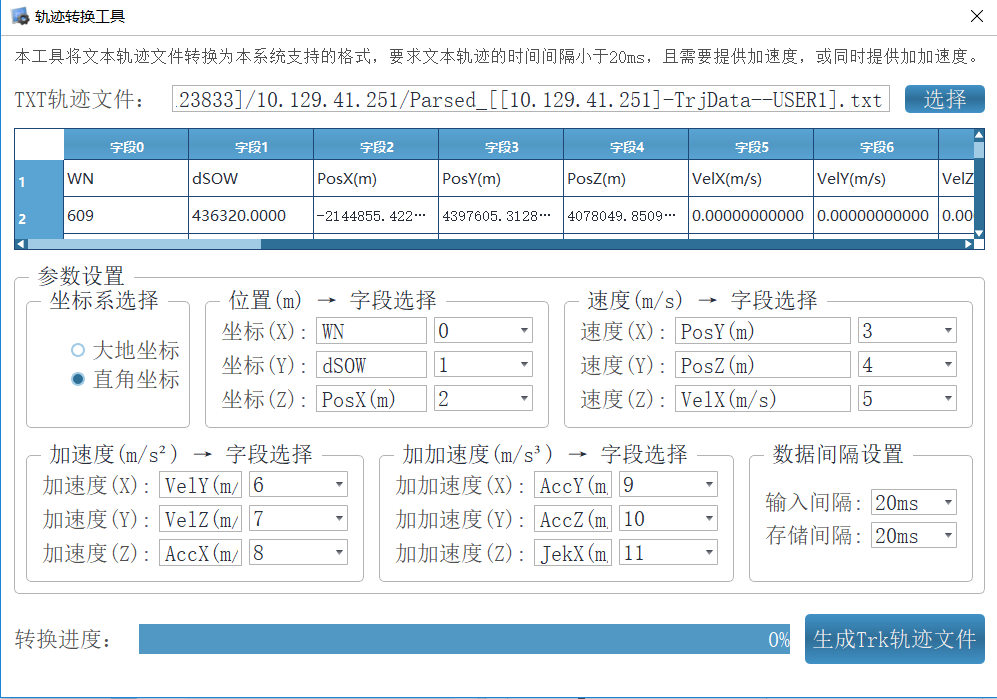 轨迹转换工具
本工具将文本轨迹文件转换为本系统支持的格式，要求文本轨迹的时间间隔小于20ms，且需要提供加速度，或同时提供加加速度。
TXT轨迹文件： 23833]/10.129.41.251/Parsed_[[10.129.41.251]-TrjData--USER1].txt 选择
字段0 字段1 字段2 字段3 字段4 字段5 字段6
1 WN dSOW PosX(m) PosY(m) PosZ(m) VelX(m/s) VelY(m/s) VelZ
2 609 436320.0000 -2144855.422… 4397605.3128… 4078049.8509… 0.00000000000 0.00000000000 0.00
参数设置
坐标系选择
大地坐标
直角坐标
位置(m) → 字段选择
坐标(X)： WN 0
坐标(Y)： dSOW 1
坐标(Z)： PosX(m) 2
速度(m/s) → 字段选择
速度(X)： PosY(m) 3
速度(Y)： PosZ(m) 4
速度(Z)： VelX(m/s) 5
加速度(m/s²) → 字段选择
加速度(X)： VelY(m/ 6
加速度(Y)： VelZ(m/ 7
加速度(Z)： AccX(m/ 8
加加速度(m/s³) → 字段选择
加加速度(X)： AccY(m, 9
加加速度(Y)： AccZ(m, 10
加加速度(Z)： JekX(m, 11
数据间隔设置
输入间隔： 20ms
存储间隔： 20ms
转换进度： 0% 生成Trk轨迹文件